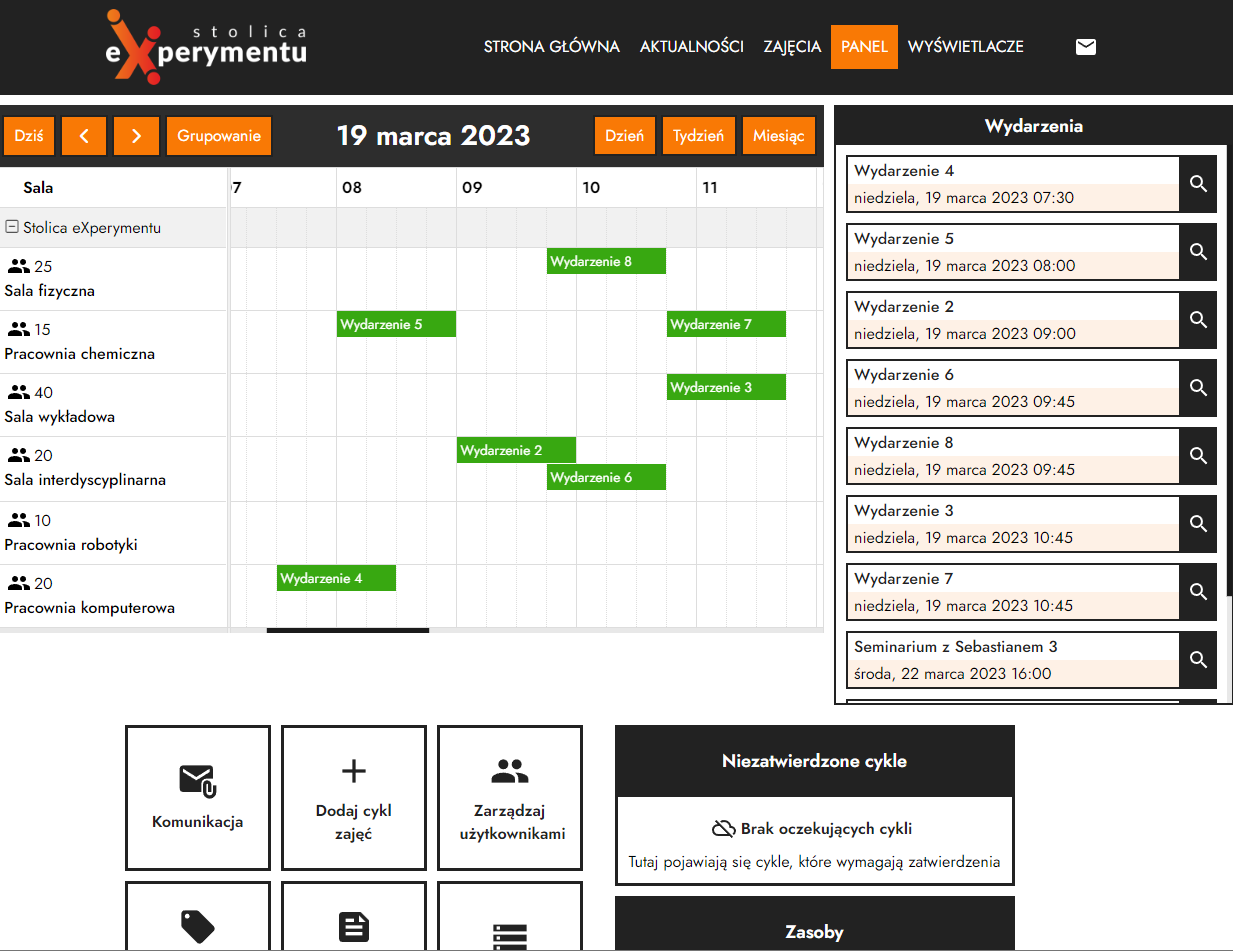 stolica
eXperymentu
STRONA GŁÓWNA AKTUALNOŚCI ZAJĘCIA PANEL WYŚWIETLACZE
Dziś Grupowanie 19 marca 2023 Dzień Tydzień Miesiąc
Sala 07 08 09 10 11
Stolica eXperymentu
25
Sala fizyczna
Wydarzenie 8
15
Pracownia chemiczna
Wydarzenie 5 Wydarzenie 7
40
Sala wykładowa
Wydarzenie 3
20
Sala interdyscyplinarna
Wydarzenie 2
Wydarzenie 6
10
Pracownia robotyki
20
Pracownia komputerowa
Wydarzenie 4
Wydarzenia
Wydarzenie 4
niedziela, 19 marca 2023 07:30
Wydarzenie 5
niedziela, 19 marca 2023 08:00
Wydarzenie 2
niedziela, 19 marca 2023 09:00
Wydarzenie 6
niedziela, 19 marca 2023 09:45
Wydarzenie 8
niedziela, 19 marca 2023 09:45
Wydarzenie 3
niedziela, 19 marca 2023 10:45
Wydarzenie 7
niedziela, 19 marca 2023 10:45
Seminarium z Sebastianem 3
środa, 22 marca 2023 16:00
Komunikacja
Dodaj cykl
zajęć
Zarządzaj
użytkownikami
Niezatwierdzone cykle
Brak oczekujących cykli
Tutaj pojawiają się cykle, które wymagają zatwierdzenia
Zasoby